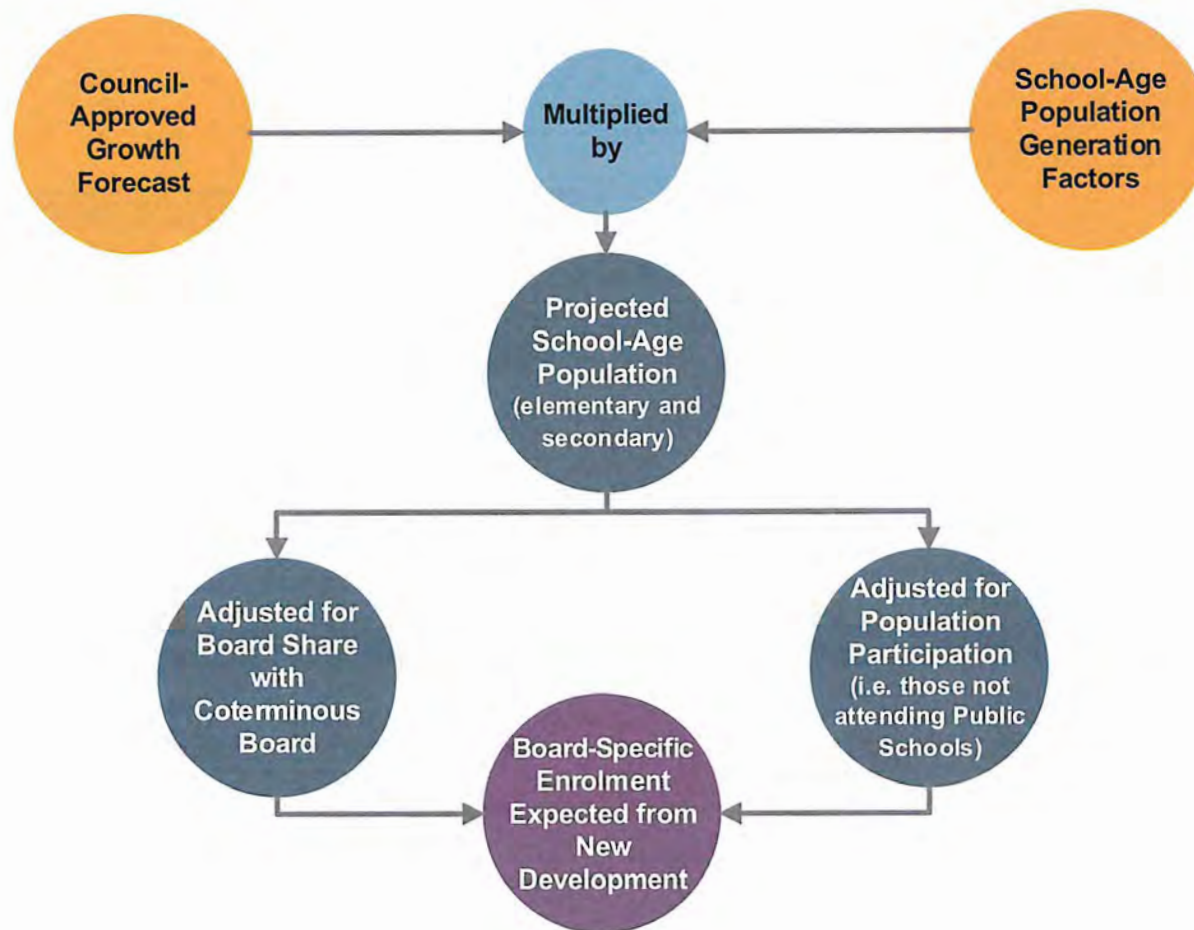 Council-
Approved
Growth
Forecast
Multiplied
by
School-Age
Population
Generation
Factors
Projected
School-Age
Population
(elementary and
secondary)
Adjusted for
Board Share
with
Coterminous
Board
Adjusted for
Population
Participation
(i.e. those not
attending Public
Schools)
Board-Specific
Enrolment
Expected from
New
Development